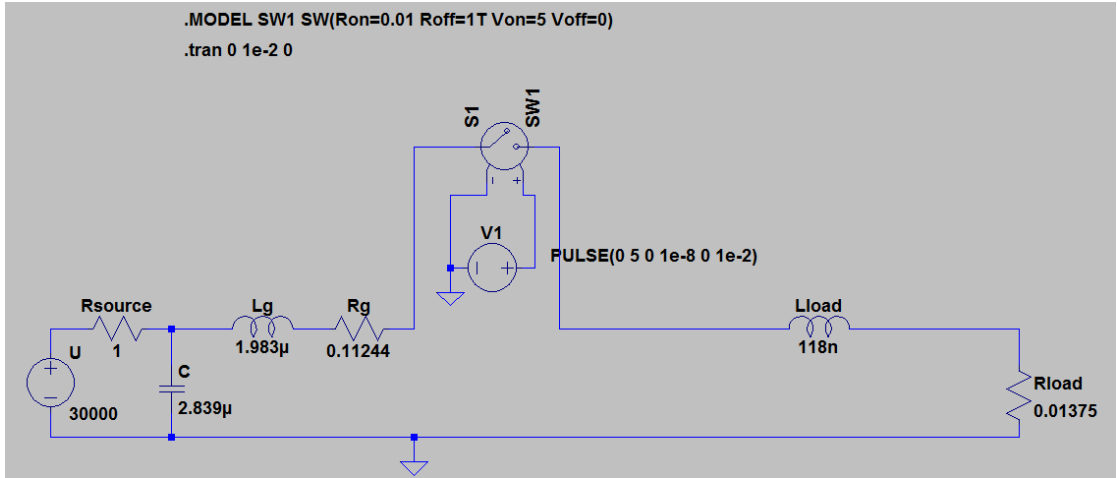 .MODEL SW1 SW(Ron=0.01 Roff=1T Von=5 Voff=0)
.tran 0 1e-2 0
S1
SW1
V1
PULSE(0 5 0 1e-8 0 1e-2)
Rsource
1
Lg
1.983µ
Rg
0.11244
Lload
118n
U
30000
C
2.839µ
Rload
0.01375